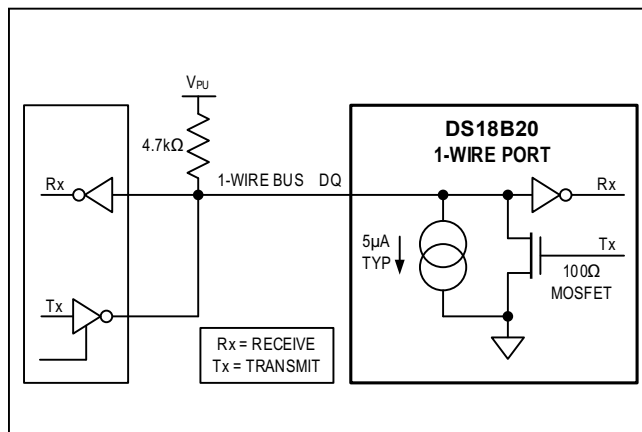 V_PU
4.7kΩ
DS18B20
1-WIRE PORT
Rx
1-WIRE BUS DQ
Rx
5µA
TYP
Tx
100Ω
MOSFET
Tx
Rx = RECEIVE
Tx = TRANSMIT